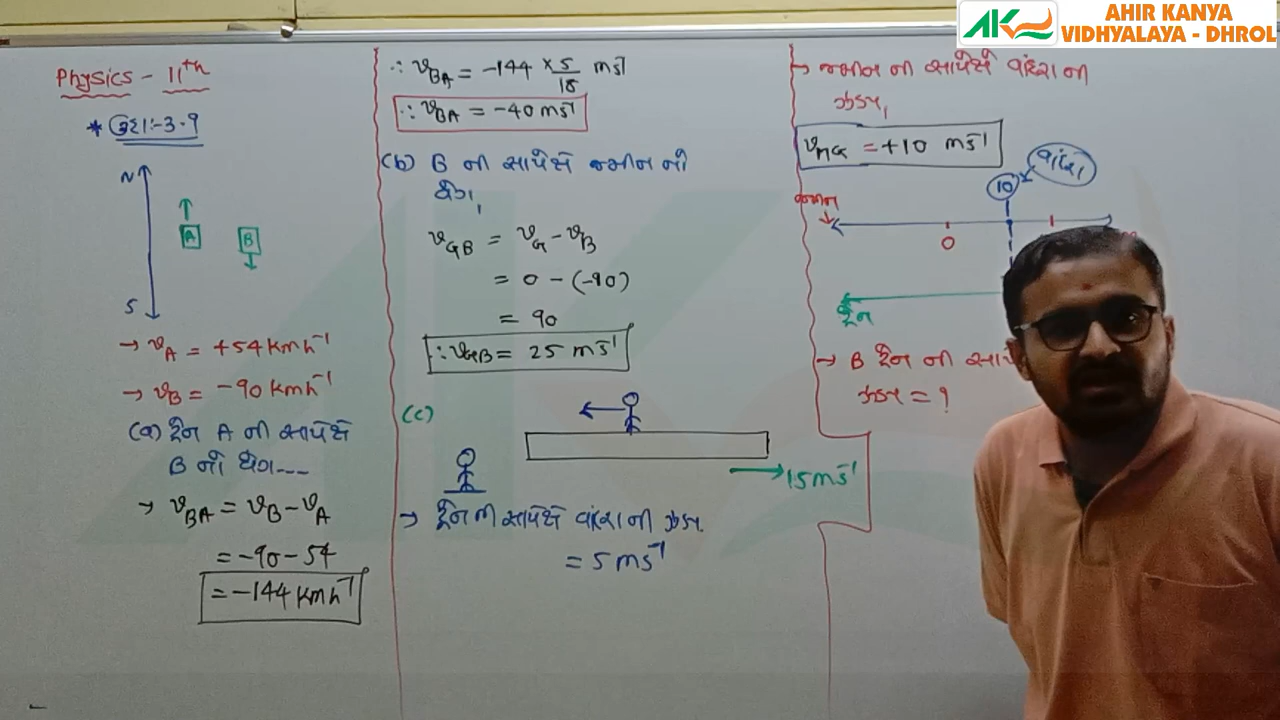 AHIR KANYA
VIDHYALAYA - DHROL
Physics - 11th
* ઉદા:-3.9
N
A B
S
→ vA = +54 kmh⁻¹
→ vB = -90 kmh⁻¹
(a) ટ્રેન A ની સાપેક્ષે
B નો વેગ---
→ vBA = vB - vA
= -90 - 54
= -144 kmh⁻¹
∴ vBA = -144 × 5/18 ms⁻¹
∴ vBA = -40 ms⁻¹
(b) B ની સાપેક્ષે જમીન નો
વેગ,
vGB = vG - vB
= 0 - (-90)
= 90
∴ vGB = 25 ms⁻¹
(c)
15 ms⁻¹
→ ટ્રેન ની સાપેક્ષે વાંદરા ની ઝડપ
= 5 ms⁻¹
→ જમીન ની સાપેક્ષે વાંદરા ની
ઝડપ,
= +10 ms⁻¹
10 વાંદરો
જમીન
0
ટ્રેન
→ B ટ્રેન ની
ઝડપ = ?